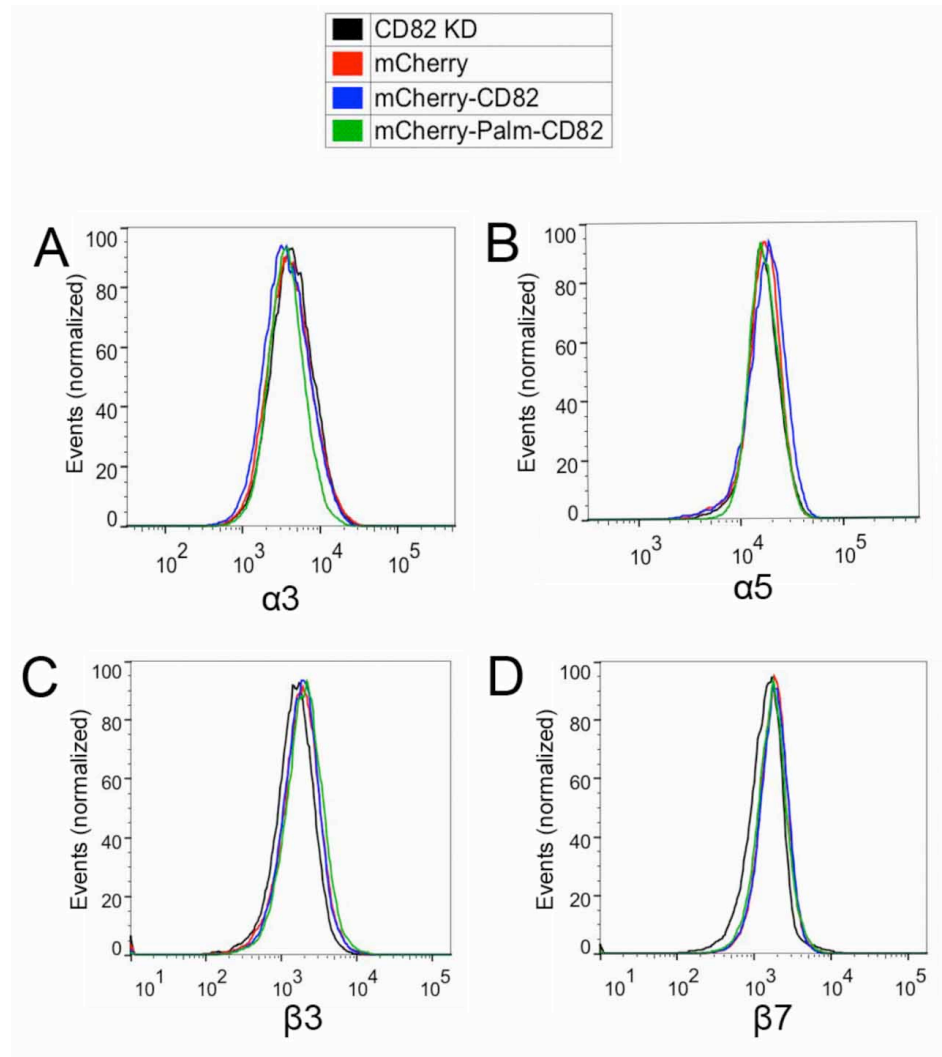 CD82 KD
mCherry
mCherry-CD82
mCherry-Palm-CD82
A
Events (normalized)
100
80
60
40
20
0
10²
10³
10⁴
10⁵
α3
B
Events (normalized)
100
80
60
40
20
0
10³
10⁴
10⁵
α5
C
Events (normalized)
100
80
60
40
20
0
10¹
10²
10³
10⁴
10⁵
β3
D
Events (normalized)
100
80
60
40
20
0
10¹
10²
10³
10⁴
10⁵
β7